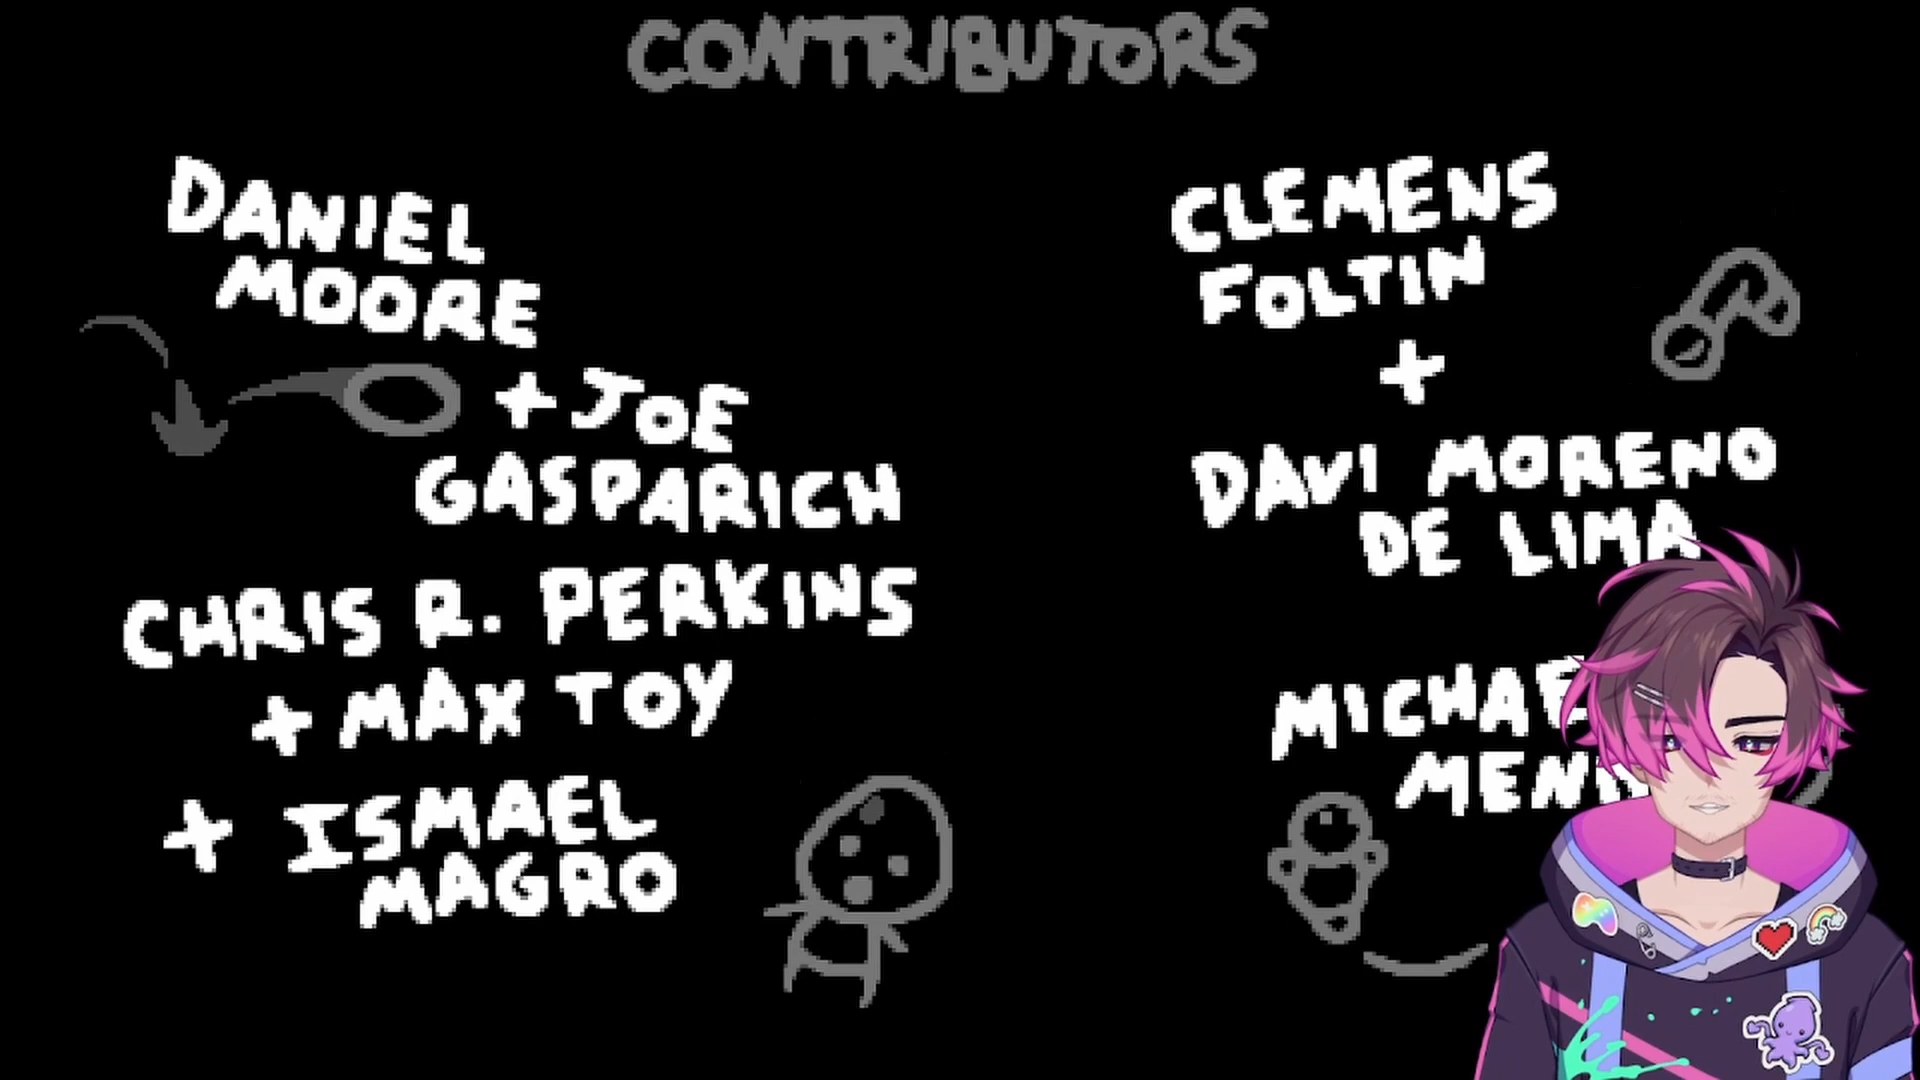 CONTRIBUTORS
DANIEL
MOORE
+ JOE
GASPARICH
CHRIS R. PERKINS
+ MAX TOY
+ ISMAEL
MAGRO
CLEMENS
FOLTIN
+
DAVI MORENO
DE LIMA